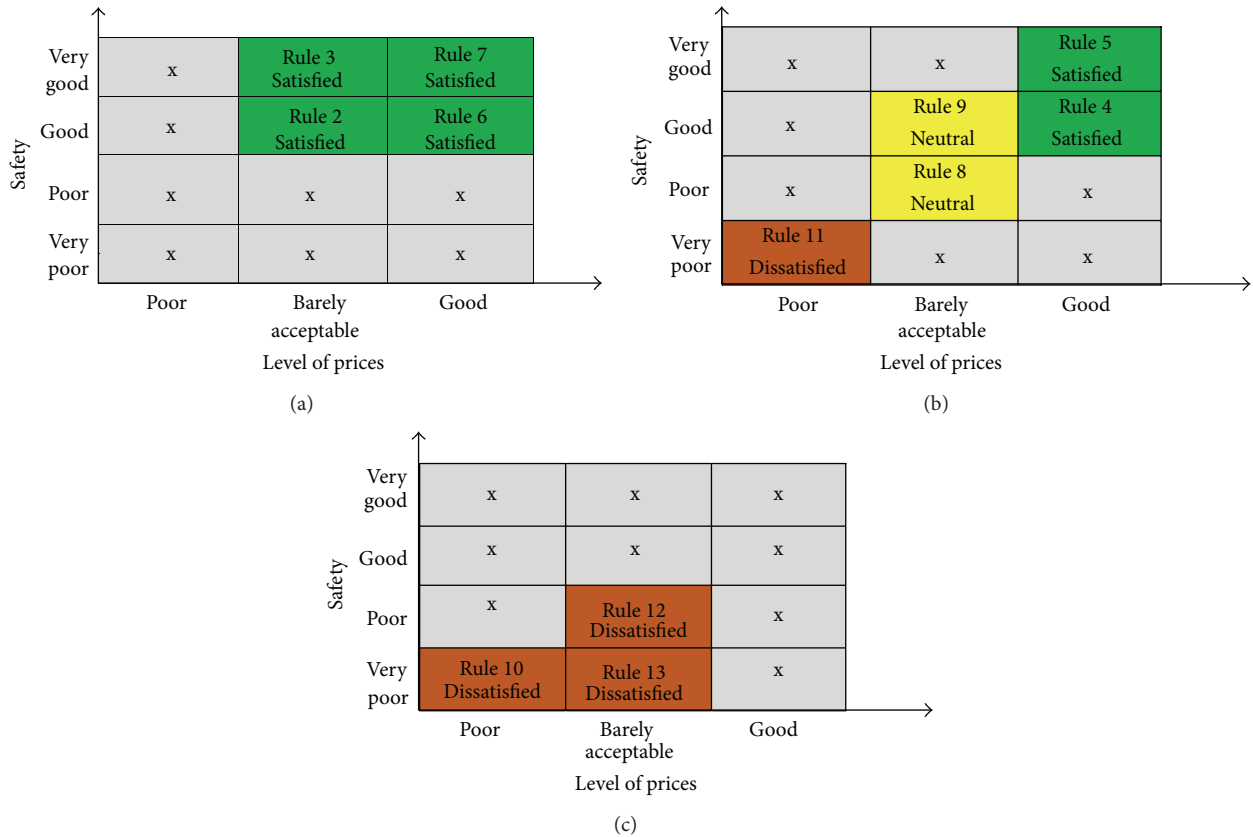 Very
good
x
Rule 3
Satisfied
Rule 7
Satisfied
Good
x
Rule 2
Satisfied
Rule 6
Satisfied
Poor
x
x
x
Very
poor
x
x
x
Safety
Poor
Barely
acceptable
Good
Level of prices
(a)
Very
good
x
x
Rule 5
Satisfied
Good
x
Rule 9
Neutral
Rule 4
Satisfied
Poor
x
Rule 8
Neutral
x
Very
poor
Rule 11
Dissatisfied
x
x
Safety
Poor
Barely
acceptable
Good
Level of prices
(b)
Very
good
x
x
x
Good
x
x
x
Poor
x
Rule 12
Dissatisfied
x
Very
poor
Rule 10
Dissatisfied
Rule 13
Dissatisfied
x
Safety
Poor
Barely
acceptable
Good
Level of prices
(c)